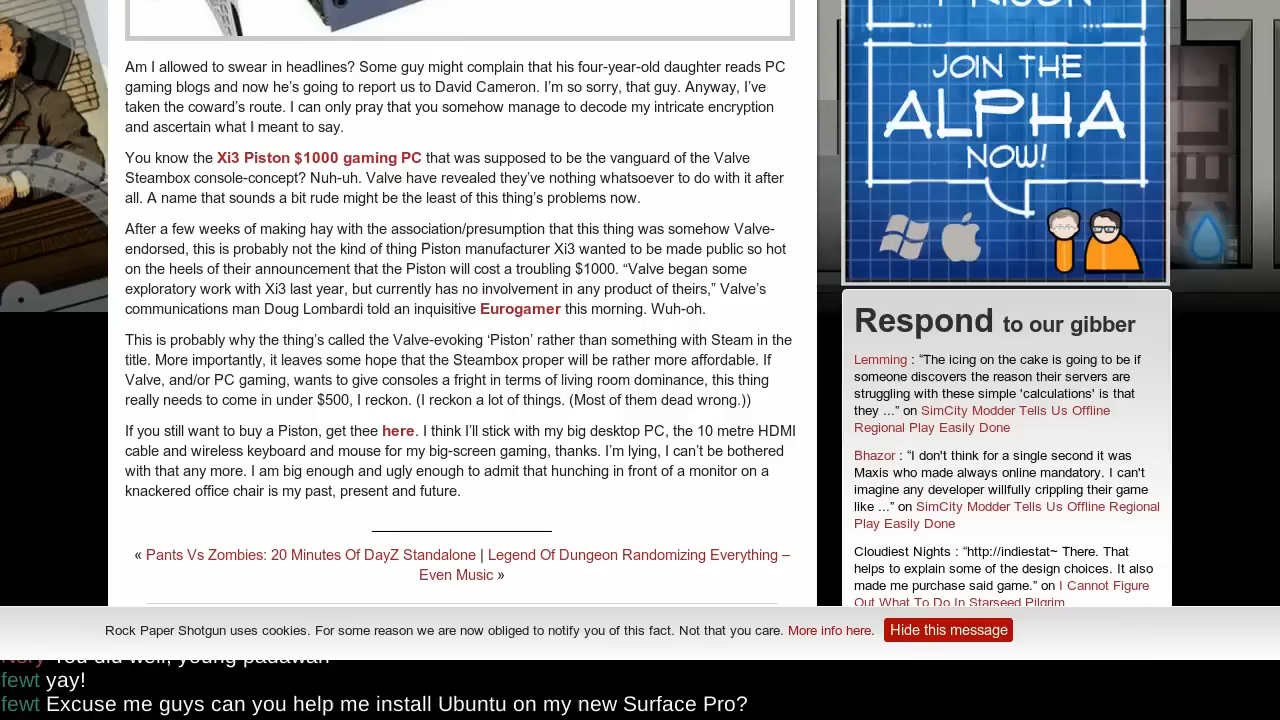 PRISON
JOIN THE
ALPHA
NOW!
Am I allowed to swear in headlines? Some guy might complain that his four-year-old daughter reads PC
gaming blogs and now he's going to report us to David Cameron. I'm so sorry, that guy. Anyway, I've
taken the coward's route. I can only pray that you somehow manage to decode my intricate encryption
and ascertain what I meant to say.
You know the Xi3 Piston $1000 gaming PC that was supposed to be the vanguard of the Valve
Steambox console-concept? Nuh-uh. Valve have revealed they've nothing whatsoever to do with it after
all. A name that sounds a bit rude might be the least of this thing's problems now.
After a few weeks of making hay with the association/presumption that this thing was somehow Valve-
endorsed, this is probably not the kind of thing Piston manufacturer Xi3 wanted to be made public so hot
on the heels of their announcement that the Piston will cost a troubling $1000. “Valve began some
exploratory work with Xi3 last year, but currently has no involvement in any product of theirs,” Valve's
communications man Doug Lombardi told an inquisitive Eurogamer this morning. Wuh-oh.
This is probably why the thing's called the Valve-evoking ‘Piston’ rather than something with Steam in the
title. More importantly, it leaves some hope that the Steambox proper will be rather more affordable. If
Valve, and/or PC gaming, wants to give consoles a fright in terms of living room dominance, this thing
really needs to come in under $500, I reckon. (I reckon a lot of things. (Most of them dead wrong.))
If you still want to buy a Piston, get thee here. I think I'll stick with my big desktop PC, the 10 metre HDMI
cable and wireless keyboard and mouse for my big-screen gaming, thanks. I'm lying, I can't be bothered
with that any more. I am big enough and ugly enough to admit that hunching in front of a monitor on a
knackered office chair is my past, present and future.
« Pants Vs Zombies: 20 Minutes Of DayZ Standalone | Legend Of Dungeon Randomizing Everything –
Even Music »
Respond to our gibber
Lemming : “The icing on the cake is going to be if
someone discovers the reason their servers are
struggling with these simple 'calculations' is that
they ...” on SimCity Modder Tells Us Offline
Regional Play Easily Done
Bhazor : “I don't think for a single second it was
Maxis who made always online mandatory. I can't
imagine any developer willfully crippling their game
like ...” on SimCity Modder Tells Us Offline Regional
Play Easily Done
Cloudiest Nights : “http://indiestat~ There. That
helps to explain some of the design choices. It also
made me purchase said game.” on I Cannot Figure
Out What To Do In Starseed Pilgrim
Rock Paper Shotgun uses cookies. For some reason we are now obliged to notify you of this fact. Not that you care. More info here. Hide this message
You did well, young padawan
fewt yay!
fewt Excuse me guys can you help me install Ubuntu on my new Surface Pro?